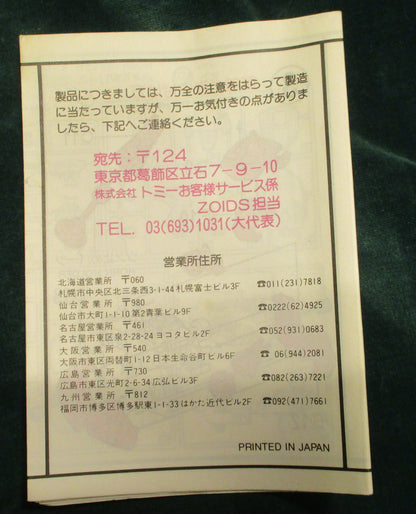 製品につきましては、万全の注意をはらって製造
に当たっていますが、万一お気付きの点がありま
したら、下記へご連絡ください。
宛先：〒124
東京都葛飾区立石7－9－10
株式会社 トミーお客様サービス係
ZOIDS担当
TEL. 03(693)1031(大代表)
営業所住所
北海道営業所 〒060
札幌市中央区北三条西3-1-44札幌富士ビル3F ☎011(231)7818
仙台営業所 〒980
仙台市大町1-1-10第2青葉ビル9F ☎0222(62)4925
名古屋営業所 〒461
名古屋市東区泉2-28-20ヨコタビル2F ☎052(931)0683
大阪営業所 〒540
大阪市東区両替町1-12日本生命谷町ビル6F ☎06(944)2081
広島営業所 〒730
広島市東区光町2-6-34広弘ビル3F ☎082(263)7221
九州営業所 〒812
福岡市博多区博多駅東1-1-33はかた近代ビル2F ☎092(471)7661
PRINTED IN JAPAN